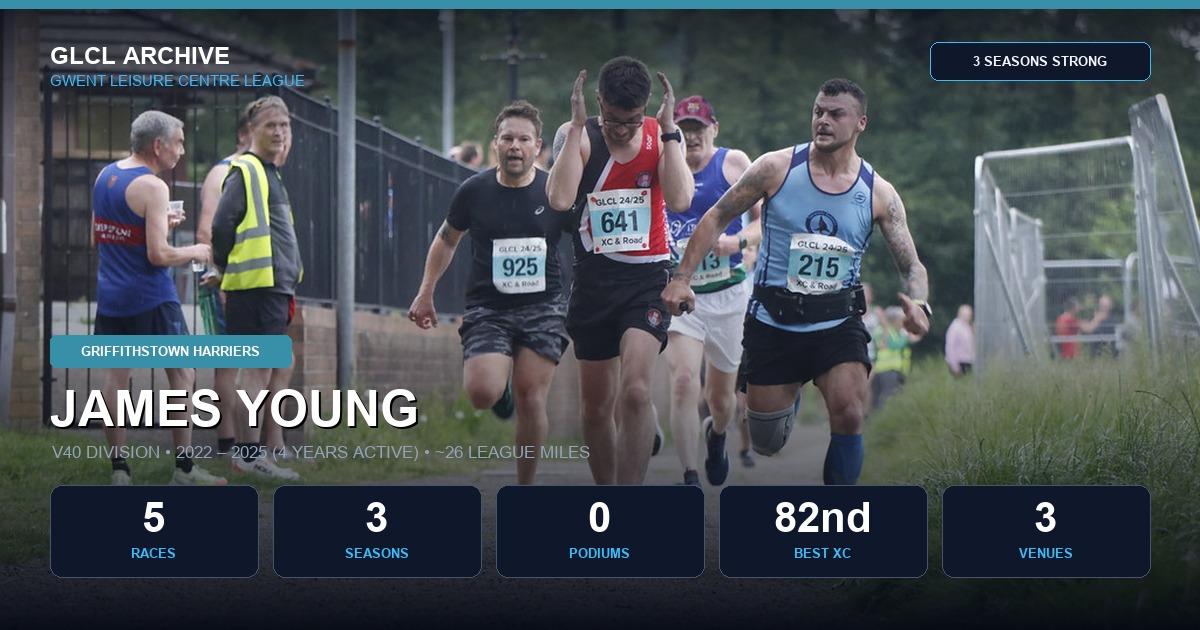 GLCL ARCHIVE
GWENT LEISURE CENTRE LEAGUE
3 SEASONS STRONG
soar
GLCL 24/25
641
XC & Road
GLCL 24/25
925
XC & Road
13
GLCL 24/25
215
XC & Road
GRIFFITHSTOWN HARRIERS
JAMES YOUNG
V40 DIVISION • 2022 – 2025 (4 YEARS ACTIVE) • ~26 LEAGUE MILES
5
RACES
3
SEASONS
0
PODIUMS
82nd
BEST XC
3
VENUES